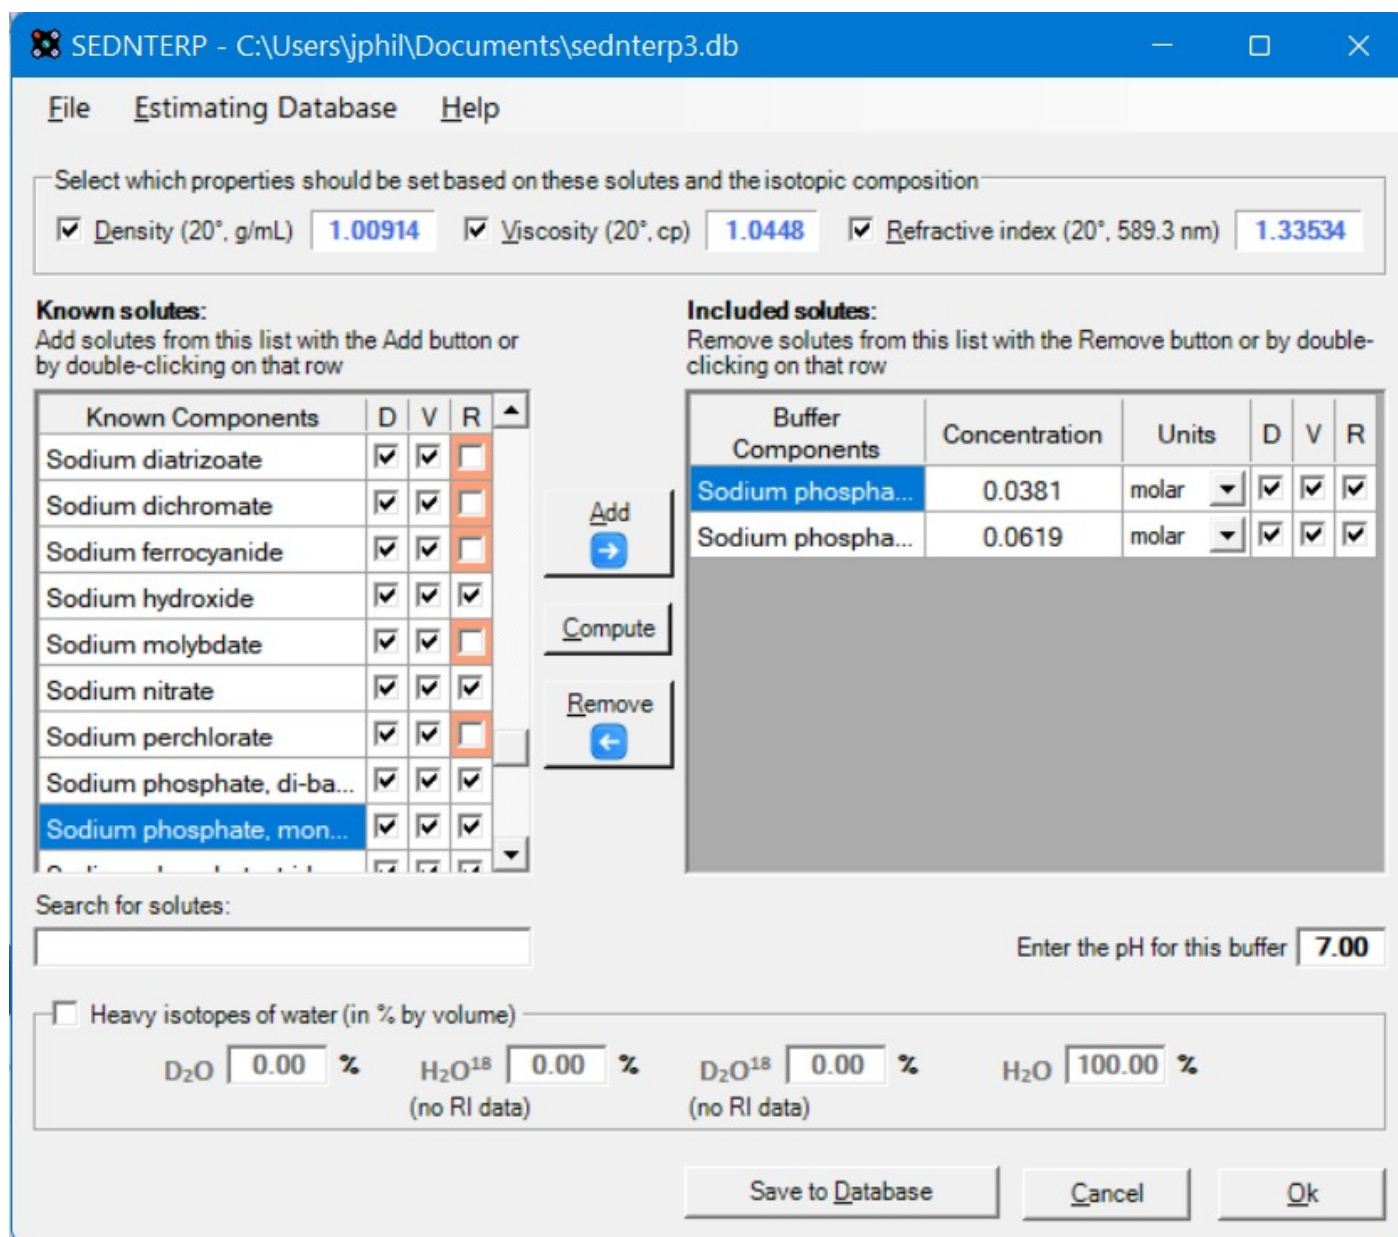 SEDNTERP - C:\Users\jphil\Documents\sednterp3.db
File Estimating Database Help
Select which properties should be set based on these solutes and the isotopic composition
Density (20°, g/mL) 1.00914 Viscosity (20°, cp) 1.0448 Refractive index (20°, 589.3 nm) 1.33534
Known solutes:
Add solutes from this list with the Add button or
by double-clicking on that row
Included solutes:
Remove solutes from this list with the Remove button or by double-
clicking on that row
Known Components D V R
Sodium diatrizoate
Sodium dichromate
Sodium ferrocyanide
Sodium hydroxide
Sodium molybdate
Sodium nitrate
Sodium perchlorate
Sodium phosphate, di-ba...
Sodium phosphate, mon...
Add
Compute
Remove
Buffer
Components Concentration Units D V R
Sodium phospha... 0.0381 molar
Sodium phospha... 0.0619 molar
Search for solutes:
Enter the pH for this buffer 7.00
Heavy isotopes of water (in % by volume)
D₂O 0.00 % H₂O¹⁸ 0.00 % D₂O¹⁸ 0.00 % H₂O 100.00 %
(no RI data) (no RI data)
Save to Database Cancel Ok